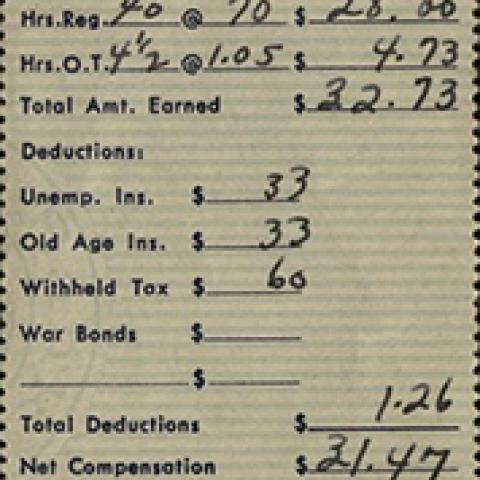 Hrs.Reg. 40 @ 70 $ 28.00
Hrs.O.T. 4 1/2 @ 1.05 $ 4.73
Total Amt. Earned $ 32.73
Deductions:
Unemp. Ins. $ 33
Old Age Ins. $ 33
Withheld Tax $ 60
War Bonds $
$
Total Deductions $ 1.26
Net Compensation $ 31.47